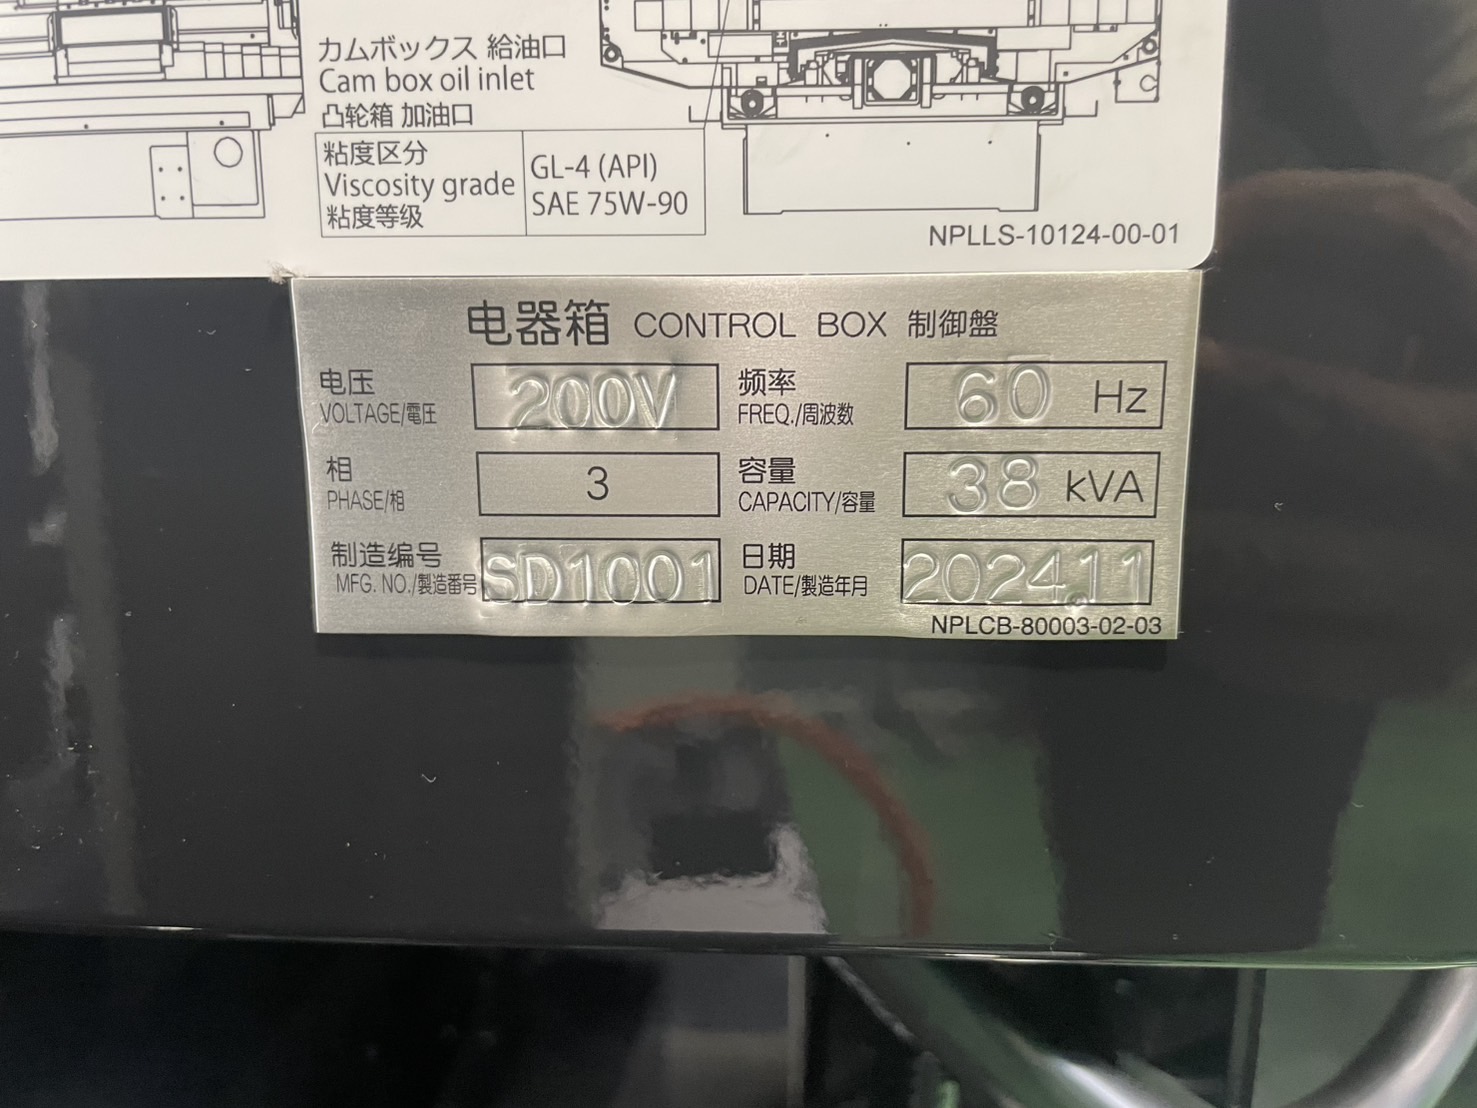 カムボックス 給油口
Cam box oil inlet
凸轮箱 加油口
粘度区分
Viscosity grade
粘度等级
GL-4 (API)
SAE 75W-90
NPLLS-10124-00-01
电器箱 CONTROL BOX 制御盤
电压
VOLTAGE/電圧
200V
频率
FREQ./周波数
60 Hz
相
PHASE/相
3
容量
CAPACITY/容量
38 kVA
制造编号
MFG. NO./製造番号
SD1001
日期
DATE/製造年月
2024.11
NPLCB-80003-02-03